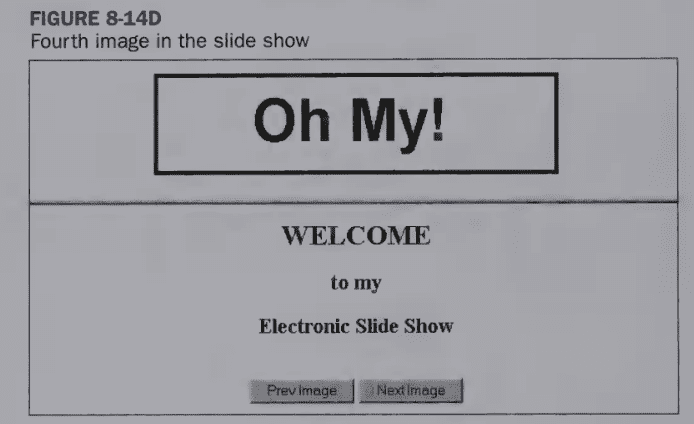 FIGURE 8-14D
Fourth image in the slide show
Oh My!
WELCOME
to my
Electronic Slide Show
Prev Image Next Image